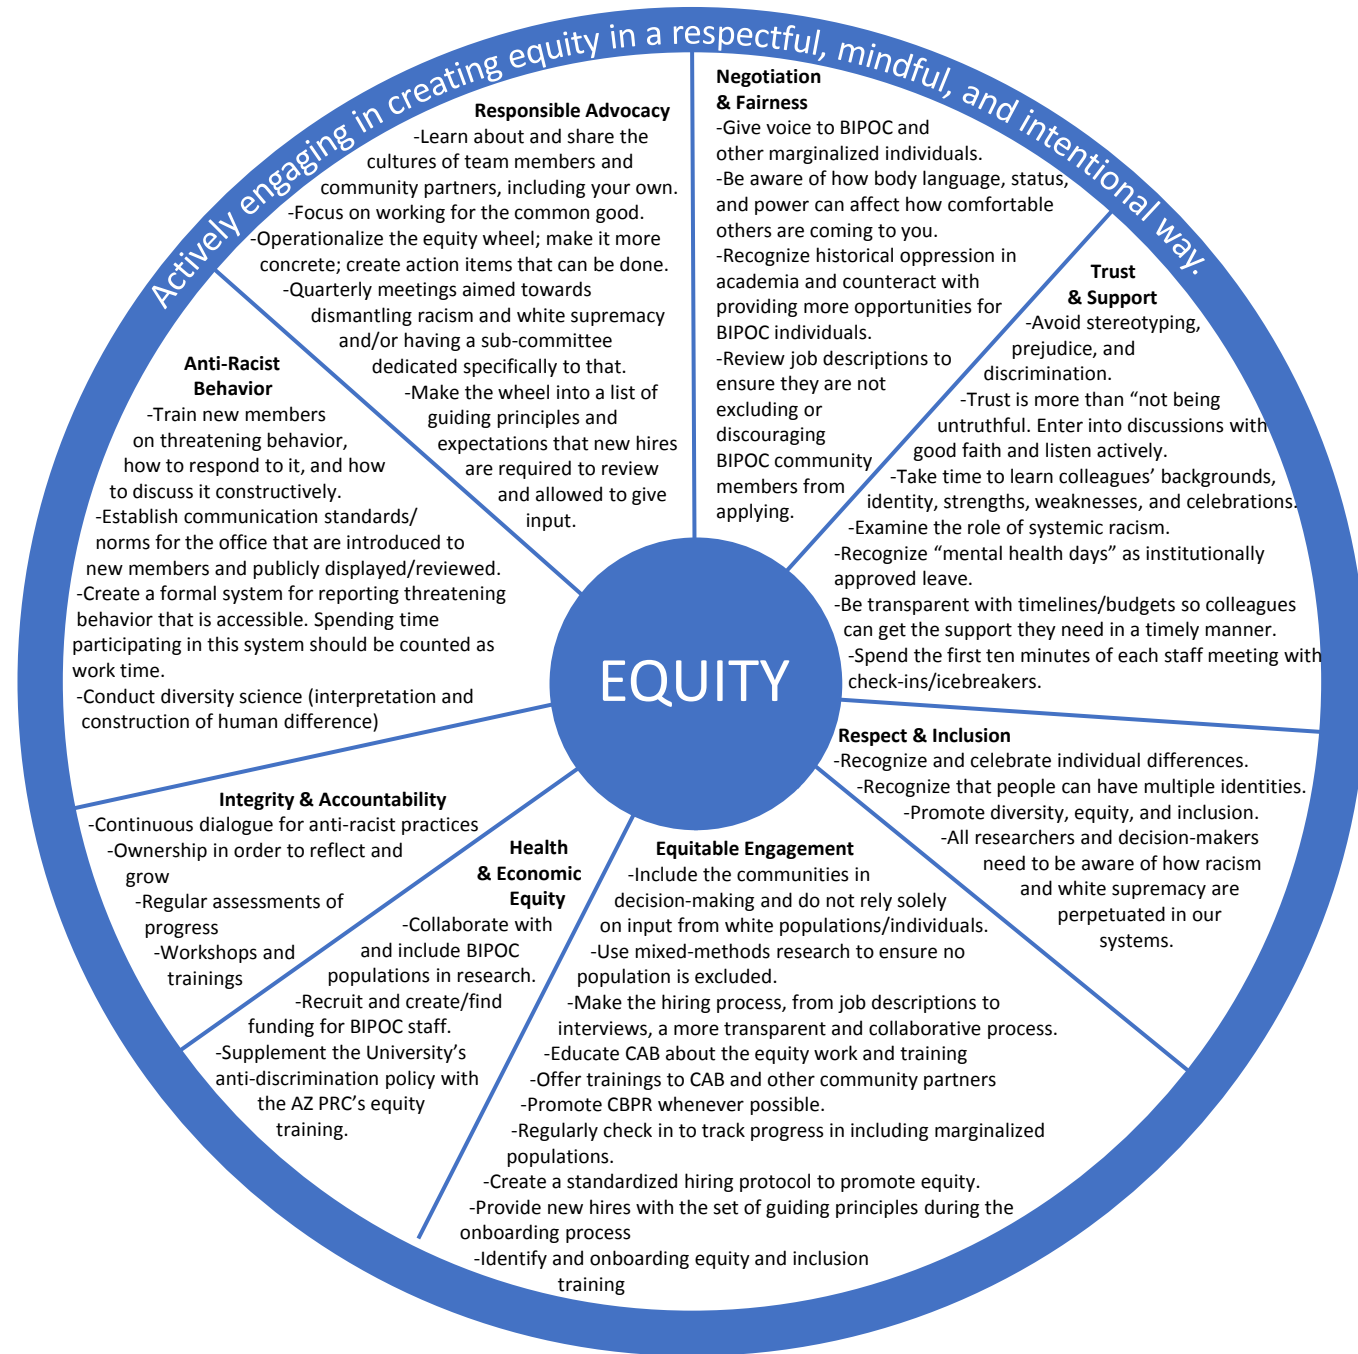 Actively engaging in creating equity in a respectful, mindful, and intentional way.
Negotiation
& Fairness
-Give voice to BIPOC and
other marginalized individuals.
-Be aware of how body language, status,
and power can affect how comfortable
others are coming to you.
-Recognize historical oppression in
academia and counteract with
providing more opportunities for
BIPOC individuals.
-Review job descriptions to
ensure they are not
excluding or
discouraging
BIPOC community
members from
applying.
Trust
& Support
-Avoid stereotyping,
prejudice, and
discrimination.
-Trust is more than “not being
untruthful. Enter into discussions with
good faith and listen actively.
-Take time to learn colleagues’ backgrounds,
identity, strengths, weaknesses, and celebrations.
-Examine the role of systemic racism.
-Recognize “mental health days” as institutionally
approved leave.
-Be transparent with timelines/budgets so colleagues
can get the support they need in a timely manner.
-Spend the first ten minutes of each staff meeting with
check-ins/icebreakers.
Respect & Inclusion
-Recognize and celebrate individual differences.
-Recognize that people can have multiple identities.
-Promote diversity, equity, and inclusion.
-All researchers and decision-makers
need to be aware of how racism
and white supremacy are
perpetuated in our
systems.
Equitable Engagement
-Include the communities in
decision-making and do not rely solely
on input from white populations/individuals.
-Use mixed-methods research to ensure no
population is excluded.
-Make the hiring process, from job descriptions to
interviews, a more transparent and collaborative process.
-Educate CAB about the equity work and training
-Offer trainings to CAB and other community partners
-Promote CBPR whenever possible.
-Regularly check in to track progress in including marginalized
populations.
-Create a standardized hiring protocol to promote equity.
-Provide new hires with the set of guiding principles during the
onboarding process
-Identify and onboarding equity and inclusion
training
Health
& Economic
Equity
-Collaborate with
and include BIPOC
populations in research.
-Recruit and create/find
funding for BIPOC staff.
-Supplement the University’s
anti-discrimination policy with
the AZ PRC’s equity
training.
Integrity & Accountability
-Continuous dialogue for anti-racist practices
-Ownership in order to reflect and
grow
-Regular assessments of
progress
-Workshops and
trainings
Anti-Racist
Behavior
-Train new members
on threatening behavior,
how to respond to it, and how
to discuss it constructively.
-Establish communication standards/
norms for the office that are introduced to
new members and publicly displayed/reviewed.
-Create a formal system for reporting threatening
behavior that is accessible. Spending time
participating in this system should be counted as
work time.
-Conduct diversity science (interpretation and
construction of human difference)
Responsible Advocacy
-Learn about and share the
cultures of team members and
community partners, including your own.
-Focus on working for the common good.
-Operationalize the equity wheel; make it more
concrete; create action items that can be done.
-Quarterly meetings aimed towards
dismantling racism and white supremacy
and/or having a sub-committee
dedicated specifically to that.
-Make the wheel into a list of
guiding principles and
expectations that new hires
are required to review
and allowed to give
input.
EQUITY